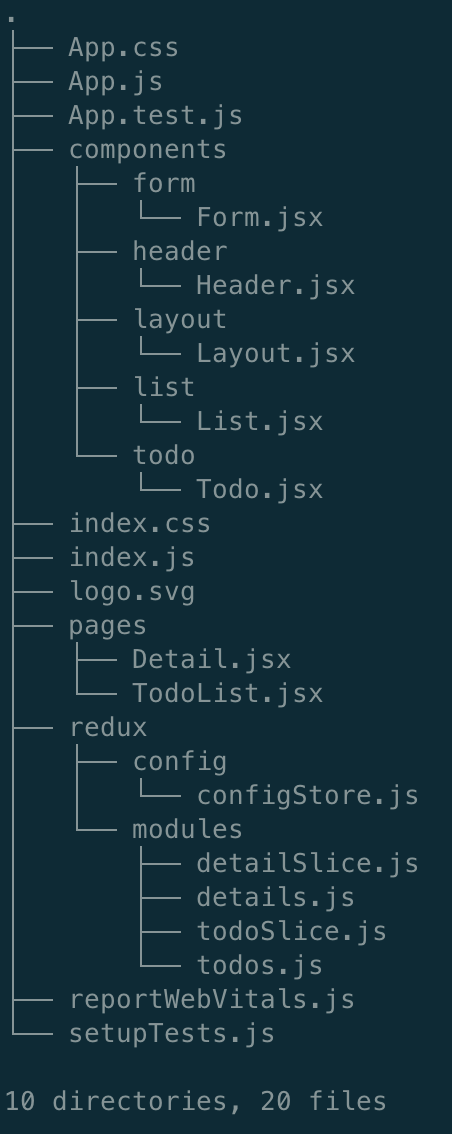 .
├── App.css
├── App.js
├── App.test.js
├── components
│   ├── form
│   │   └── Form.jsx
│   ├── header
│   │   └── Header.jsx
│   ├── layout
│   │   └── Layout.jsx
│   ├── list
│   │   └── List.jsx
│   └── todo
│       └── Todo.jsx
├── index.css
├── index.js
├── logo.svg
├── pages
│   ├── Detail.jsx
│   └── TodoList.jsx
├── redux
│   ├── config
│   │   └── configStore.js
│   └── modules
│       ├── detailSlice.js
│       ├── details.js
│       ├── todoSlice.js
│       └── todos.js
├── reportWebVitals.js
└── setupTests.js
10 directories, 20 files